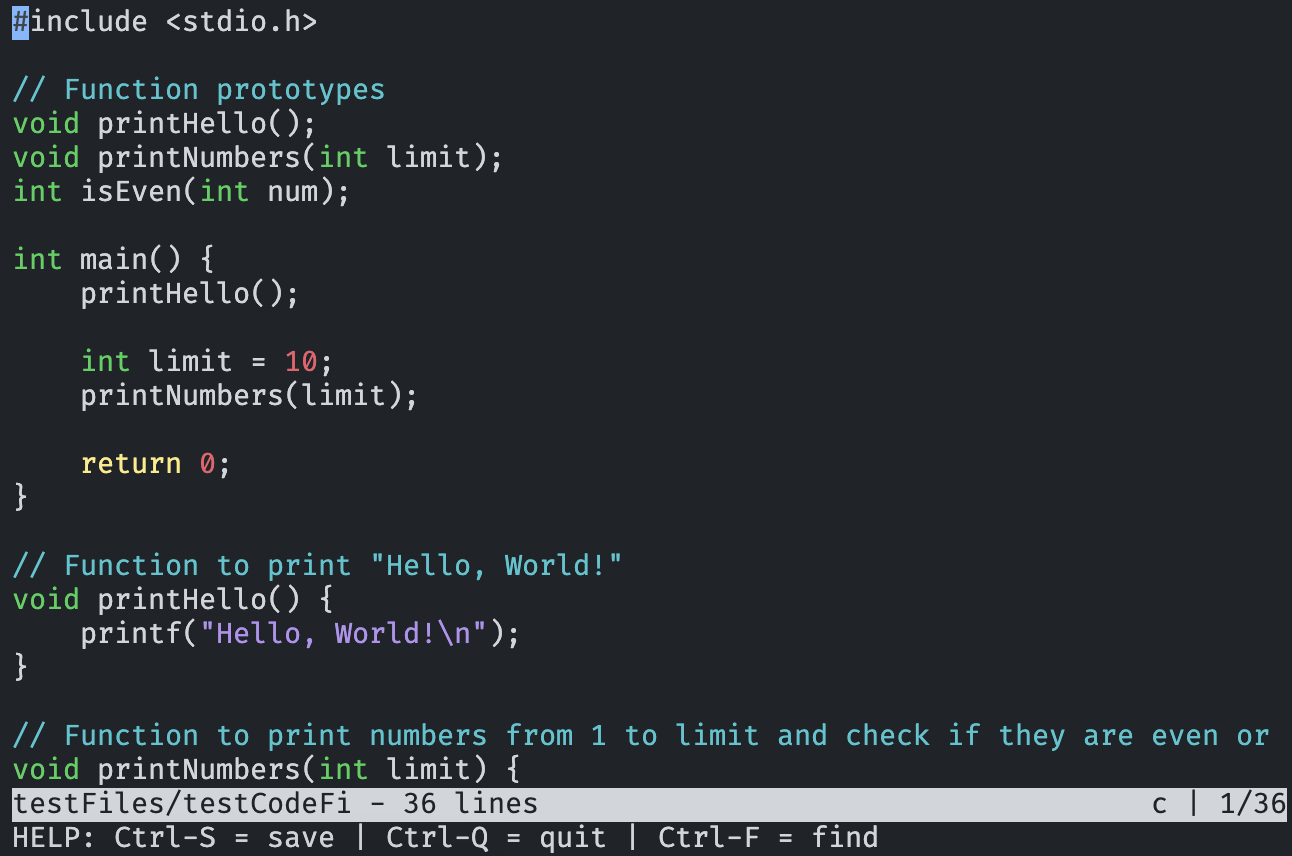 #include <stdio.h>

// Function prototypes
void printHello();
void printNumbers(int limit);
int isEven(int num);

int main() {
    printHello();

    int limit = 10;
    printNumbers(limit);

    return 0;
}

// Function to print "Hello, World!"
void printHello() {
    printf("Hello, World!\n");
}

// Function to print numbers from 1 to limit and check if they are even or
void printNumbers(int limit) {
testFiles/testCodeFi - 36 lines c | 1/36
HELP: Ctrl-S = save | Ctrl-Q = quit | Ctrl-F = find